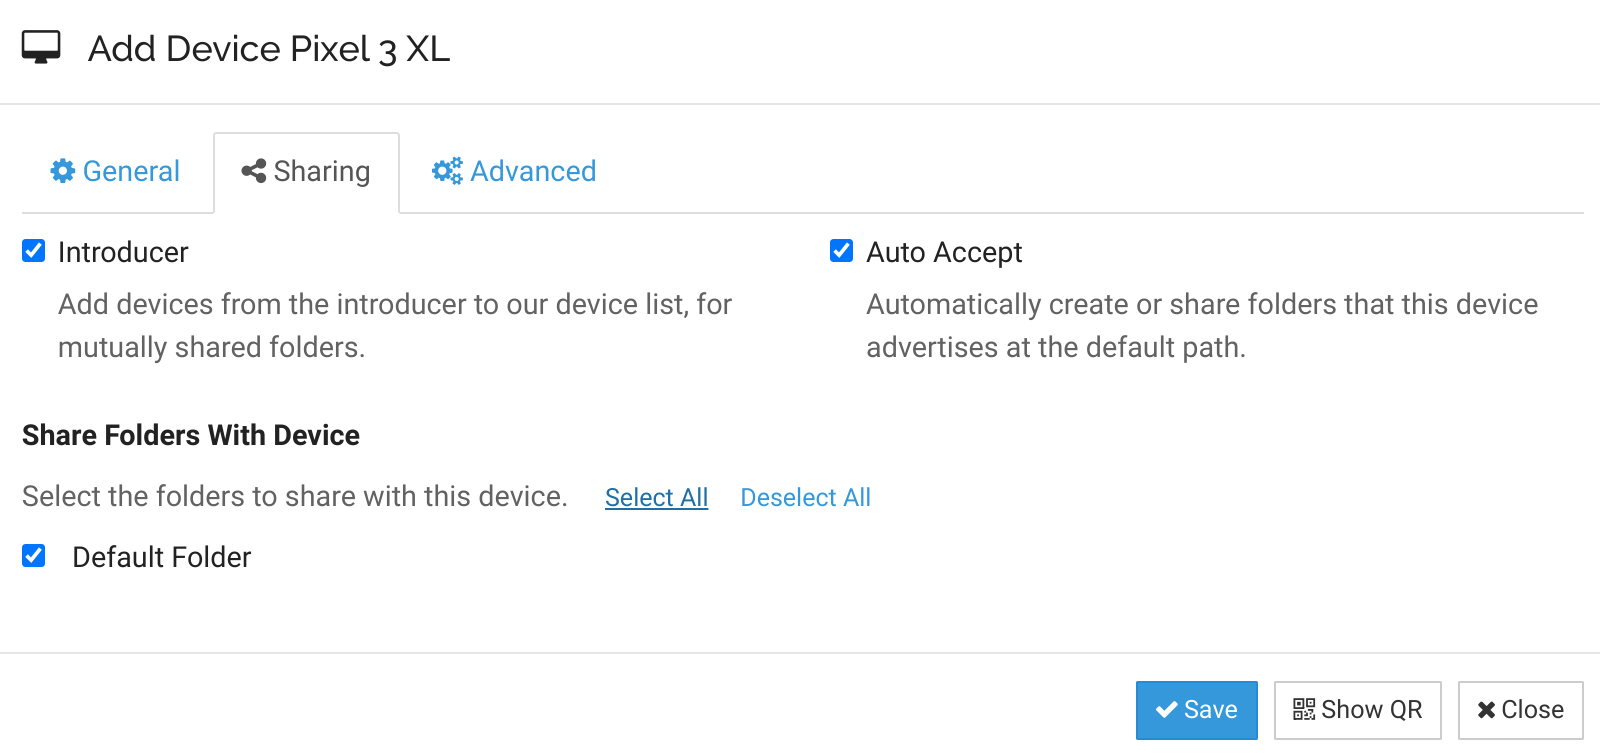 Add Device Pixel 3 XL
General Sharing Advanced
Introducer
Add devices from the introducer to our device list, for
mutually shared folders.
Auto Accept
Automatically create or share folders that this device
advertises at the default path.
Share Folders With Device
Select the folders to share with this device. Select All Deselect All
Default Folder
Save Show QR Close